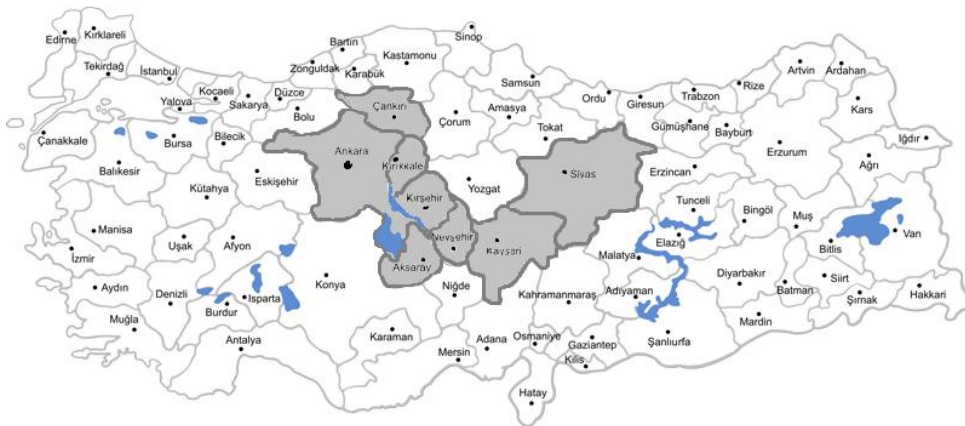 Edirne
Kırklareli
Tekirdağ
İstanbul
Yalova
Kocaeli
Sakarya
Düzce
Zonguldak
Bartın
Karabük
Kastamonu
Sinop
Samsun
Ordu
Giresun
Trabzon
Rize
Artvin
Ardahan
Kars
Iğdır
Çanakkale
Balıkesir
Bursa
Bilecik
Bolu
Çankırı
Çorum
Amasya
Tokat
Gümüşhane
Bayburt
Erzurum
Ağrı
Kütahya
Eskişehir
Ankara
Kırıkkale
Yozgat
Sivas
Erzincan
Tunceli
Bingöl
Muş
Manisa
İzmir
Uşak
Afyon
Kırşehir
Nevşehir
Kayseri
Malatya
Elazığ
Bitlis
Van
Aydın
Denizli
Burdur
Isparta
Konya
Aksaray
Niğde
Kahramanmaraş
Adıyaman
Diyarbakır
Batman
Siirt
Şırnak
Hakkari
Muğla
Antalya
Karaman
Mersin
Adana
Osmaniye
Gaziantep
Kilis
Şanlıurfa
Mardin
Hatay